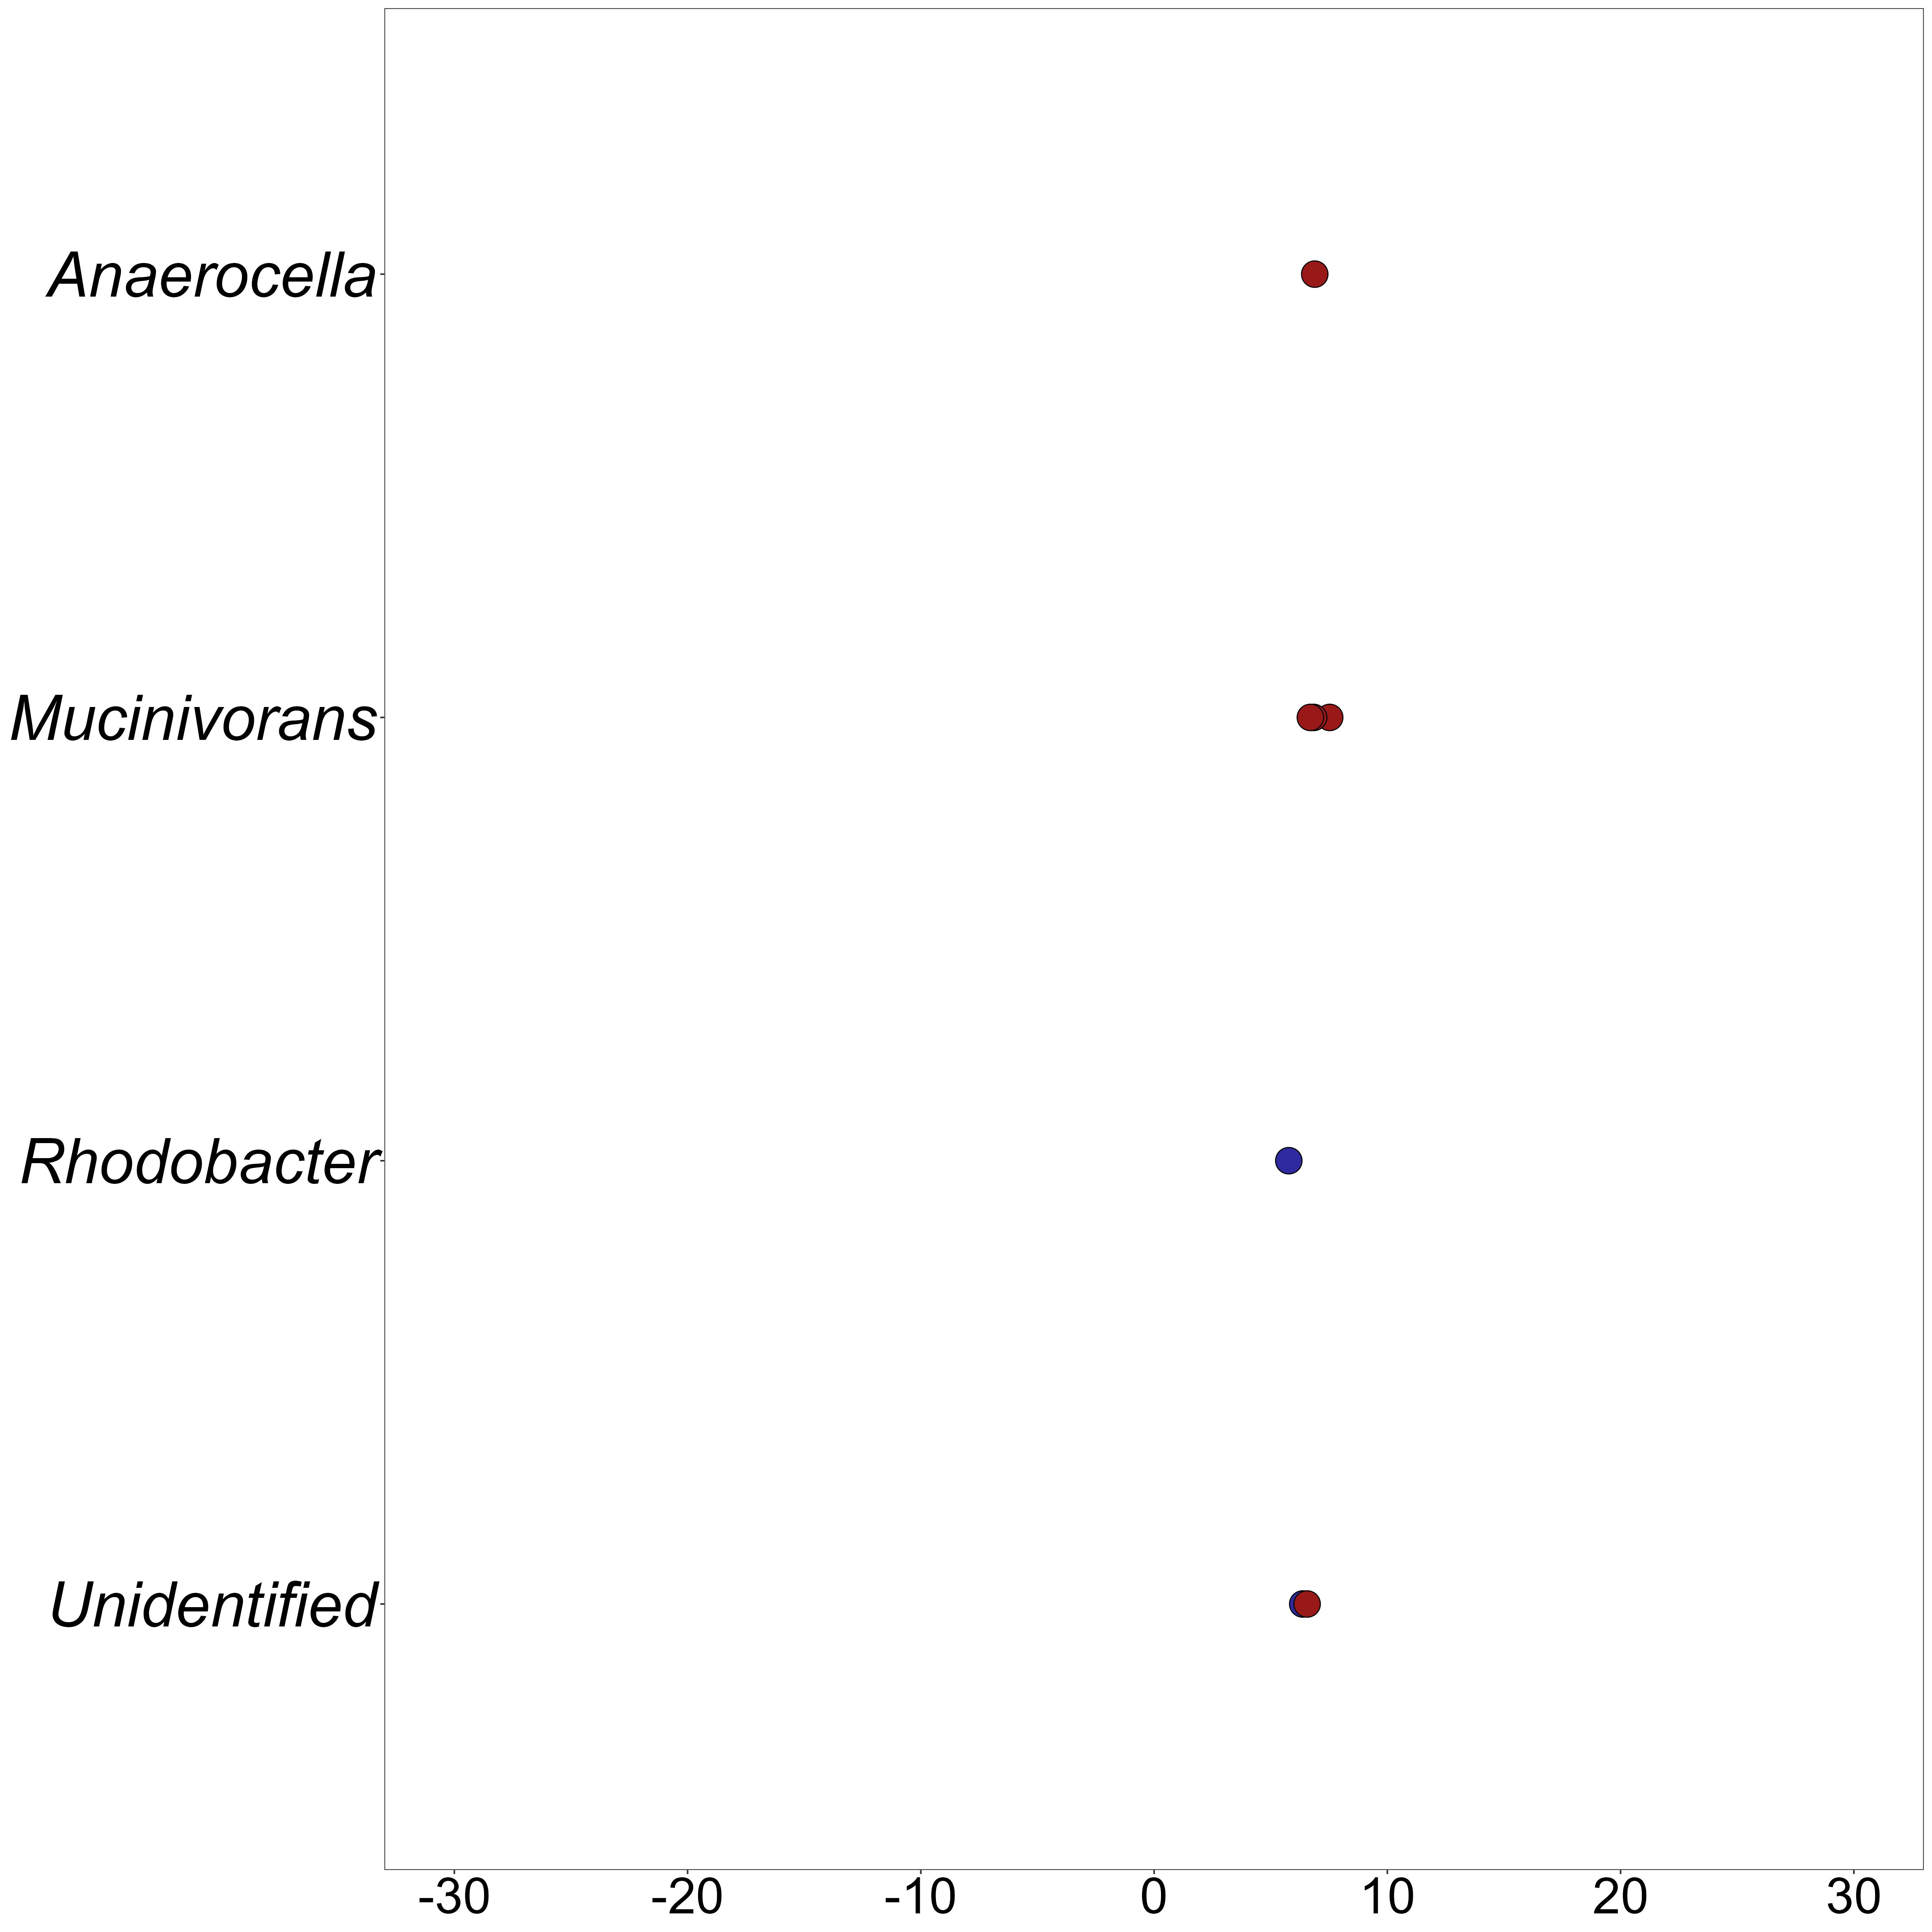 Anaerocella
Mucinivorans
Rhodobacter
Unidentified
-30 -20 -10 0 10 20 30